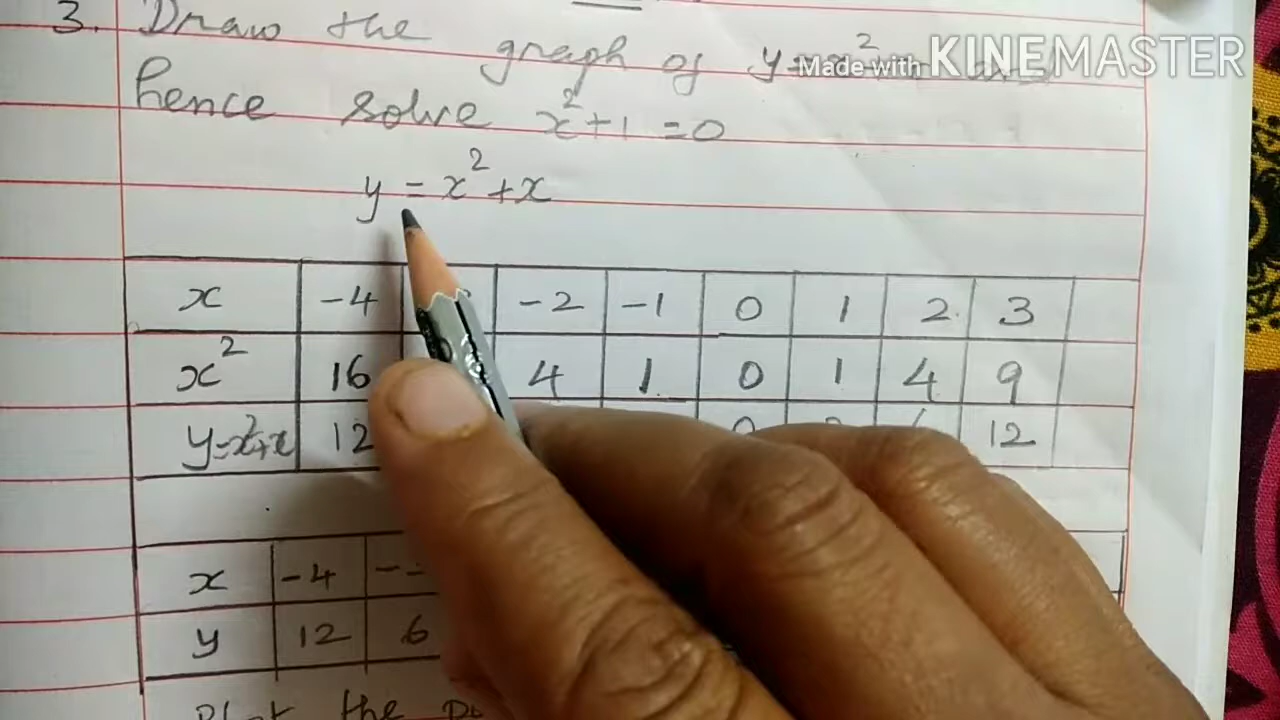 3. Draw the graph of y=x²
Made with KINEMASTER
hence solve x²+1 =0
y = x²+x
x -4 -2 -1 0 1 2 3
x² 16 4 1 0 1 4 9
y=x²+x 12 12
x -4
y 12 6
Plot the